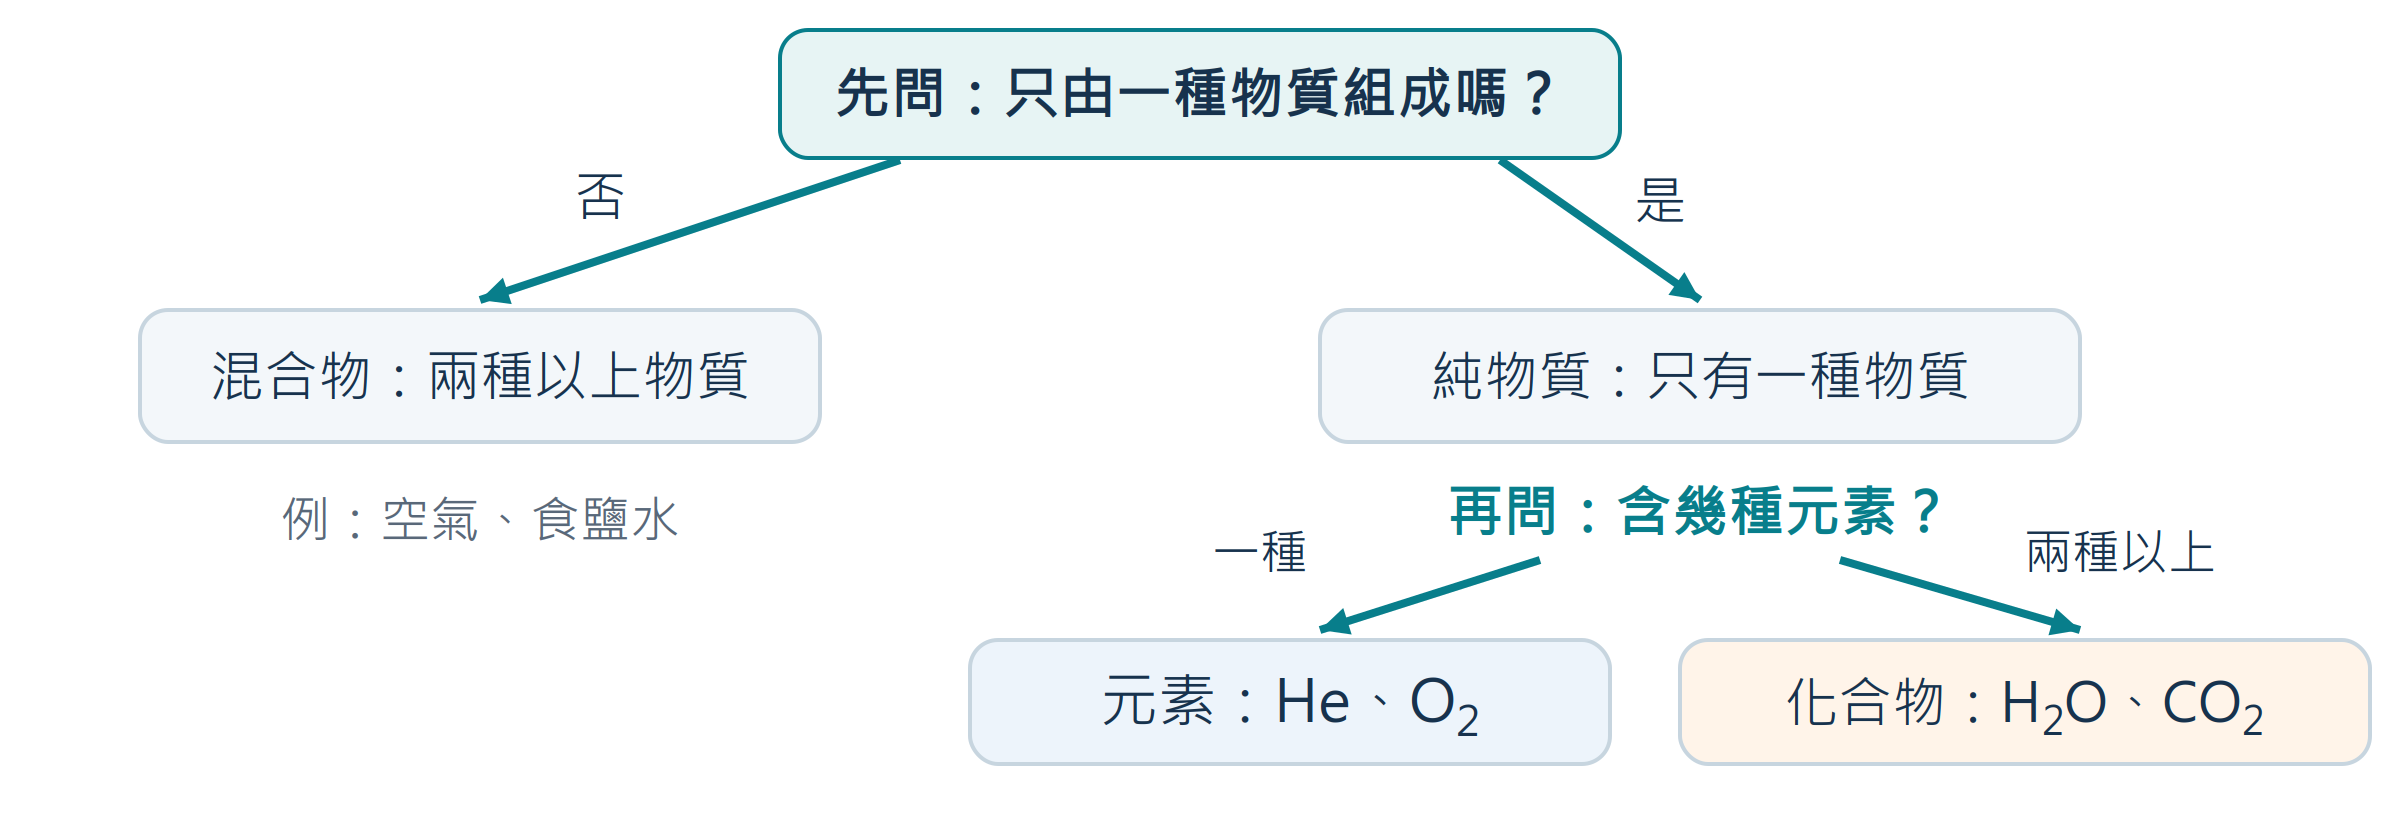 先問：只由一種物質組成嗎？
否
是
混合物：兩種以上物質
純物質：只有一種物質
例：空氣、食鹽水
再問：含幾種元素？
一種
兩種以上
元素：He、O₂
化合物：H₂O、CO₂